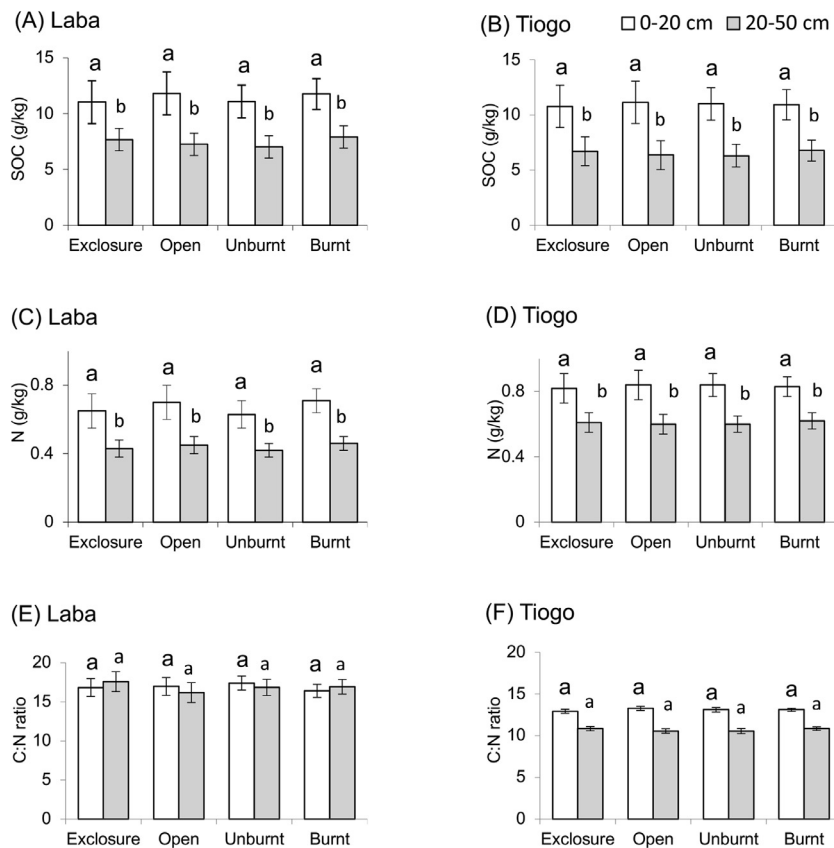 (A) Laba
15
10
5
0
SOC (g/kg)
a b a b a b a b
Exclosure Open Unburnt Burnt
(B) Tiogo
0-20 cm 20-50 cm
15
10
5
0
SOC (g/kg)
a b a b a b a b
Exclosure Open Unburnt Burnt
(C) Laba
0.8
0.4
0
N (g/kg)
a b a b a b a b
Exclosure Open Unburnt Burnt
(D) Tiogo
0.8
0.4
0
N (g/kg)
a b a b a b a b
Exclosure Open Unburnt Burnt
(E) Laba
20
15
10
5
0
C:N ratio
a a a a a a a a
Exclosure Open Unburnt Burnt
(F) Tiogo
20
15
10
5
0
C:N ratio
a a a a a a a a
Exclosure Open Unburnt Burnt